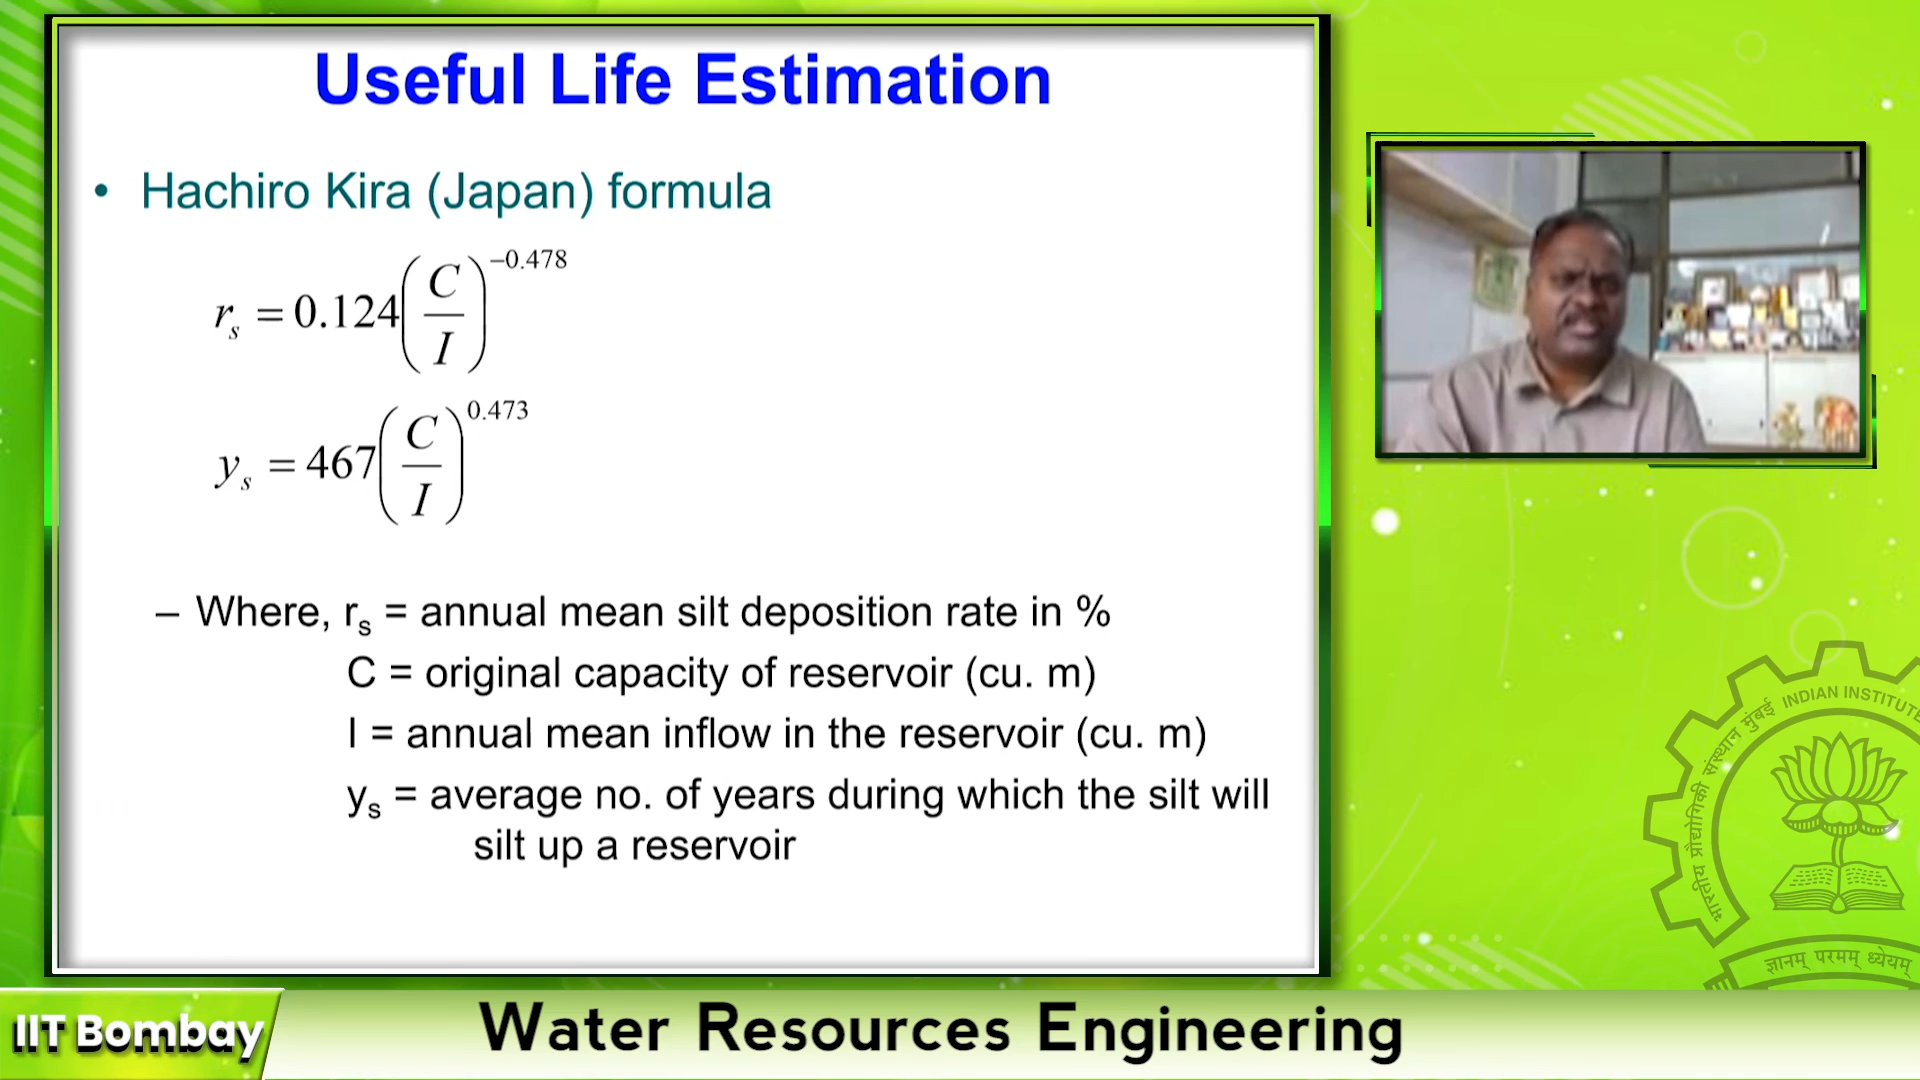 Useful Life Estimation
• Hachiro Kira (Japan) formula
r_s = 0.124(C/I)^−0.478
y_s = 467(C/I)^0.473
– Where, r_s = annual mean silt deposition rate in %
C = original capacity of reservoir (cu. m)
I = annual mean inflow in the reservoir (cu. m)
y_s = average no. of years during which the silt will
silt up a reservoir
भारतीय प्रौद्योगिकी संस्थान मुंबई INDIAN INSTITUTE
ज्ञानम् परमम् ध्येयम्
IIT Bombay
Water Resources Engineering